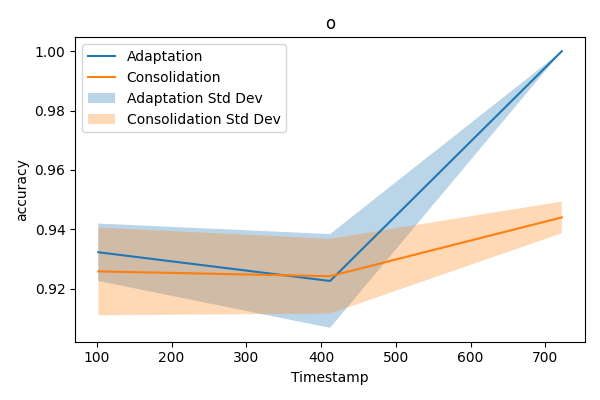 o
1.00
0.98
0.96
0.94
0.92
accuracy
Adaptation
Consolidation
Adaptation Std Dev
Consolidation Std Dev
100 200 300 400 500 600 700
Timestamp